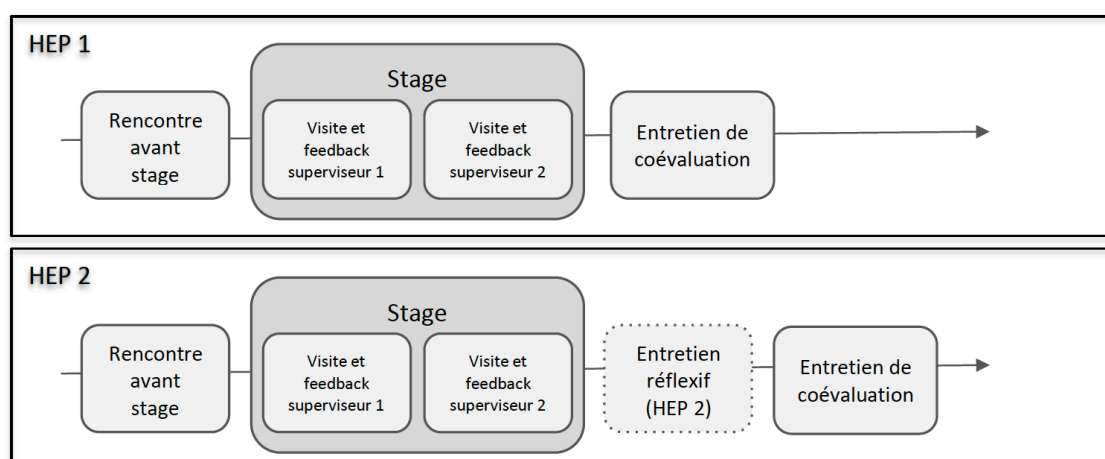 HEP 1
Stage
Rencontre
avant
stage
Visite et
feedback
superviseur 1
Visite et
feedback
superviseur 2
Entretien de
coévaluation
HEP 2
Stage
Rencontre
avant
stage
Visite et
feedback
superviseur 1
Visite et
feedback
superviseur 2
Entretien
réflexif
(HEP 2)
Entretien de
coévaluation